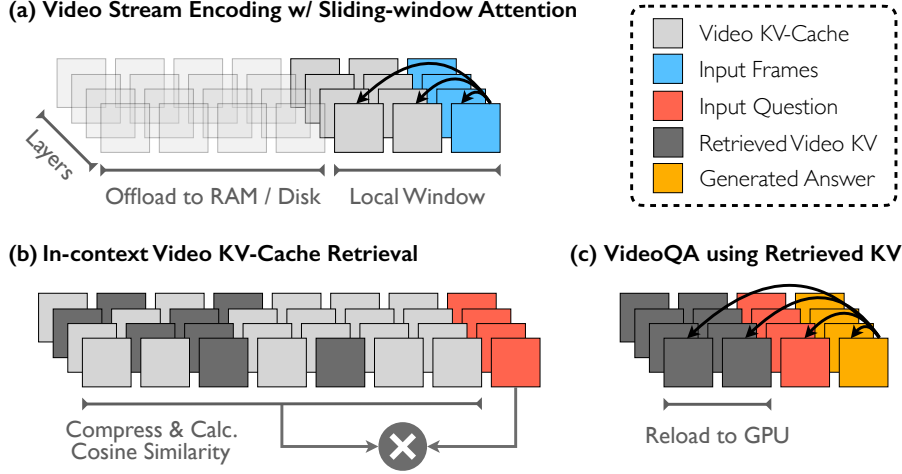 (a) Video Stream Encoding w/ Sliding-window Attention
Layers
Offload to RAM / Disk
Local Window
Video KV-Cache
Input Frames
Input Question
Retrieved Video KV
Generated Answer
(b) In-context Video KV-Cache Retrieval
Compress & Calc.
Cosine Similarity
(c) VideoQA using Retrieved KV
Reload to GPU